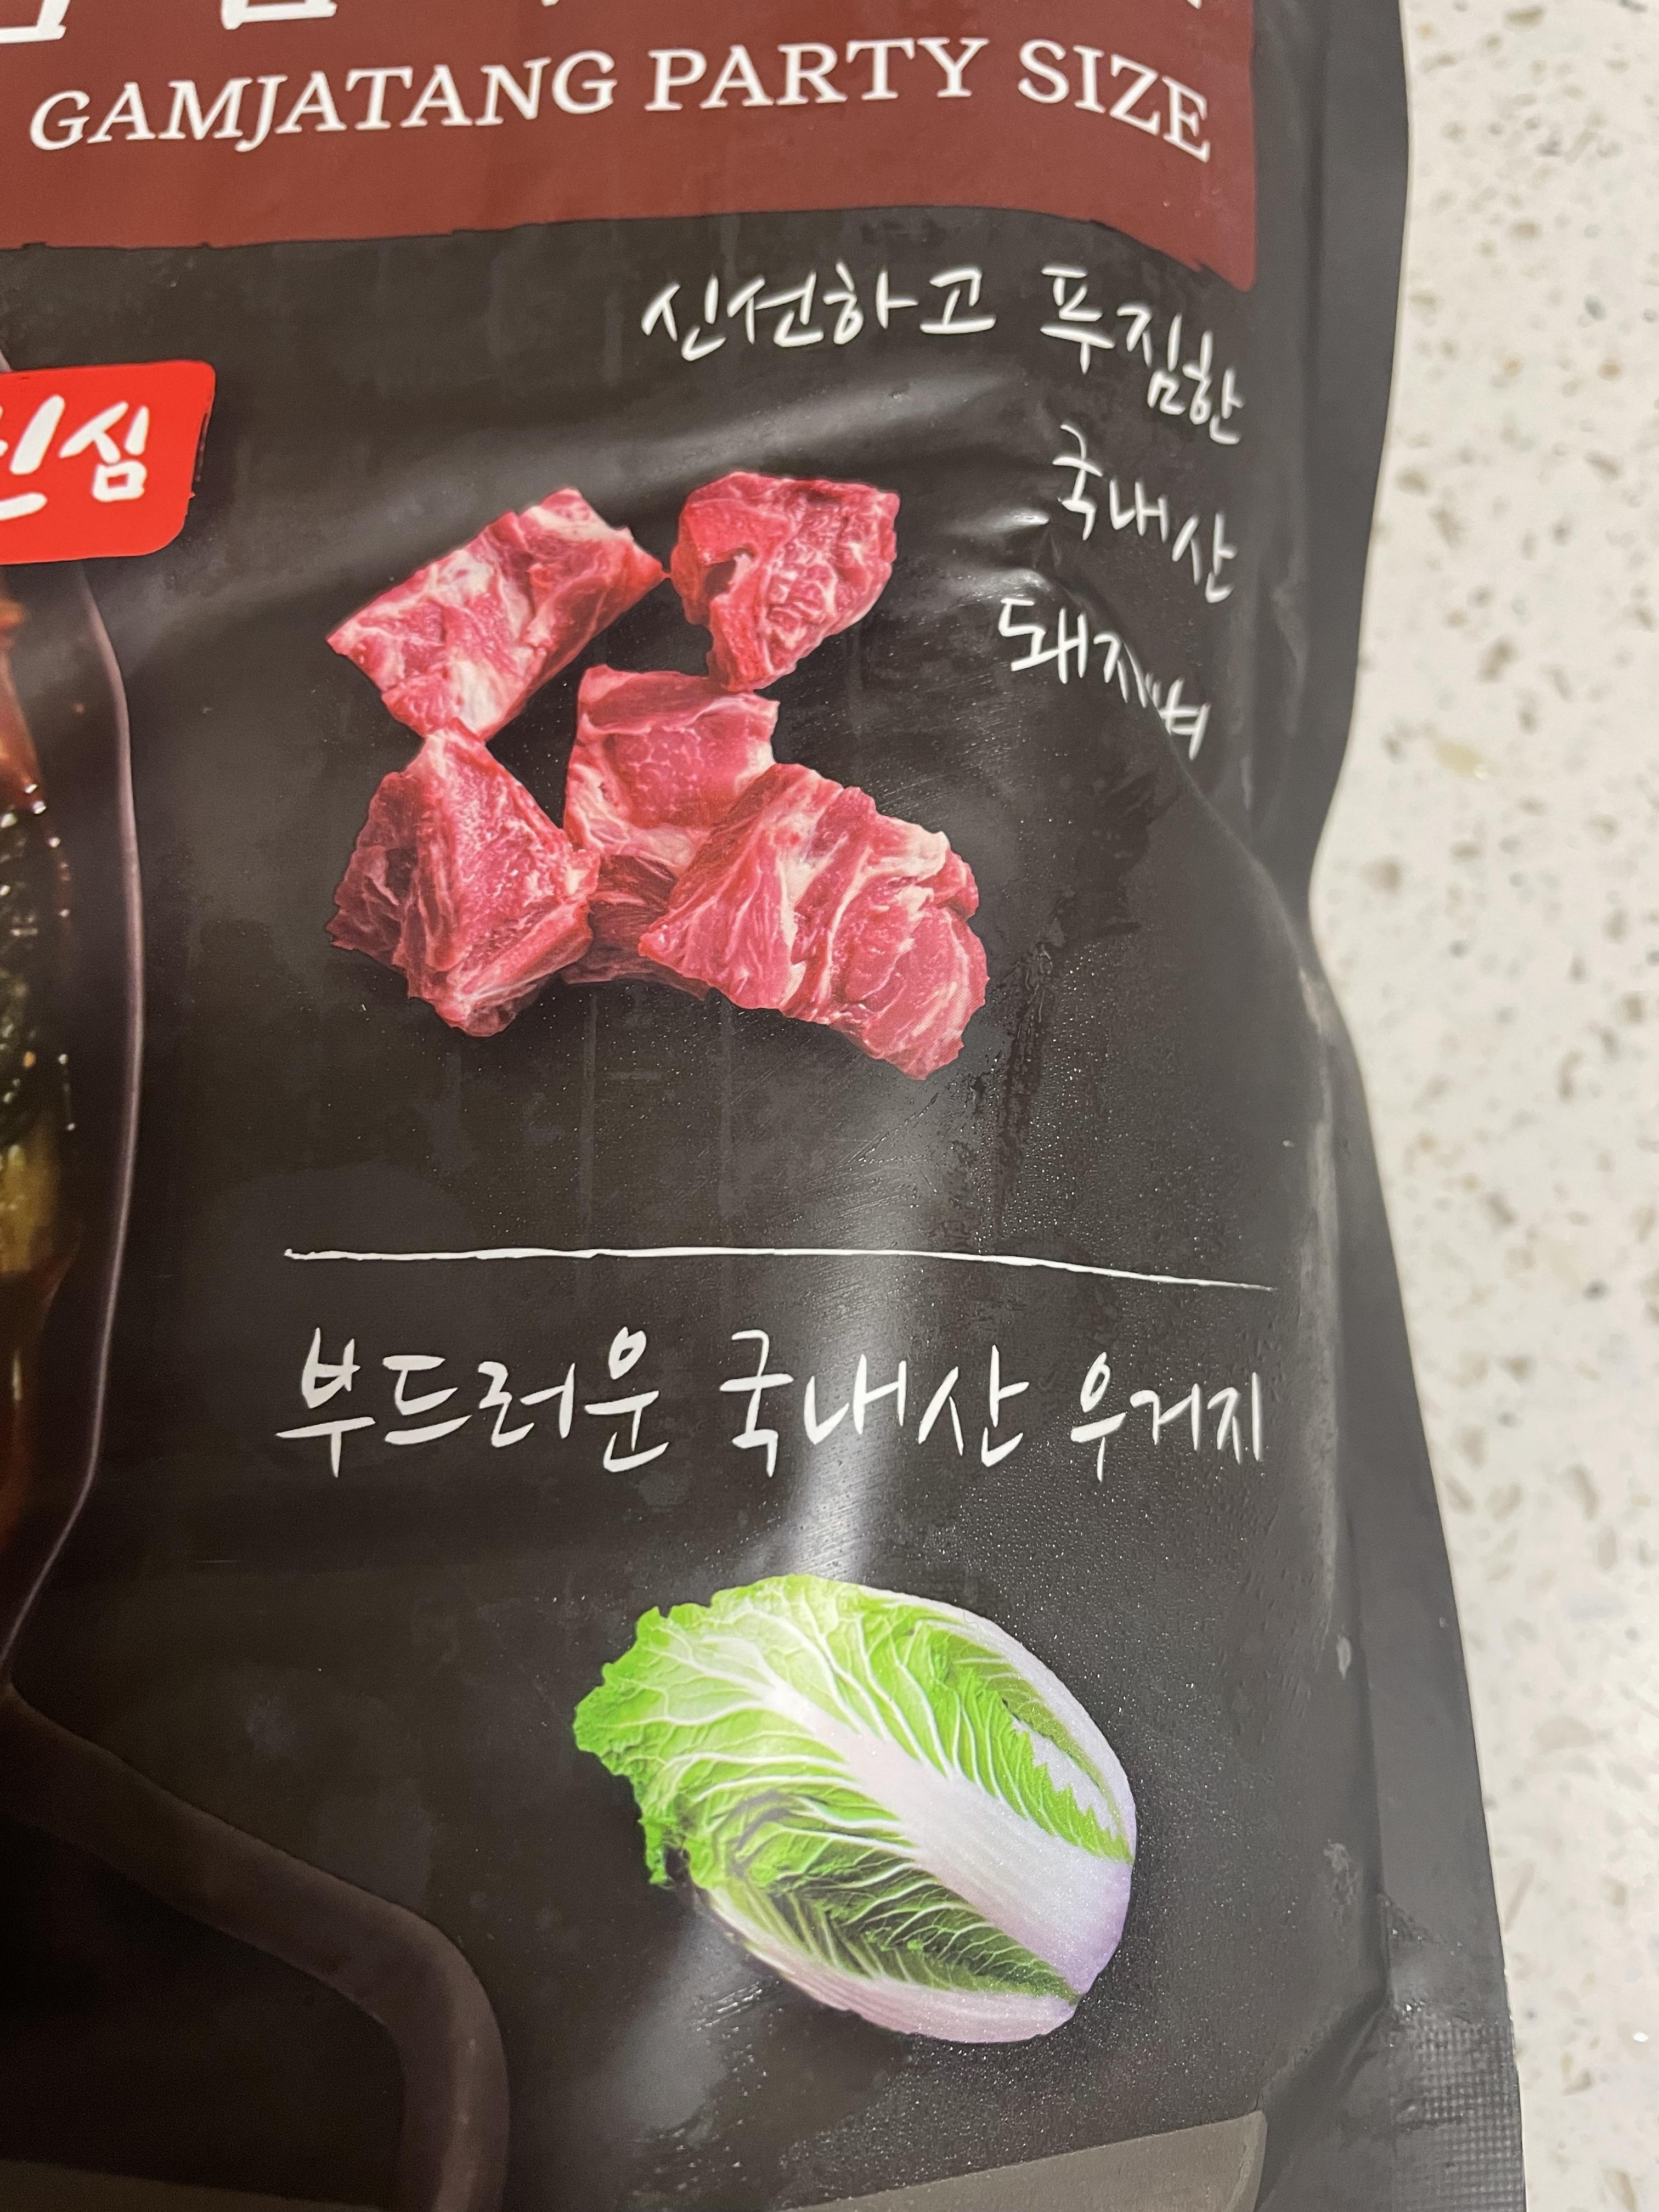 GAMJATANG PARTY SIZE
신선하고 푸짐한
국내산
심
부드러운 국내산 우거지